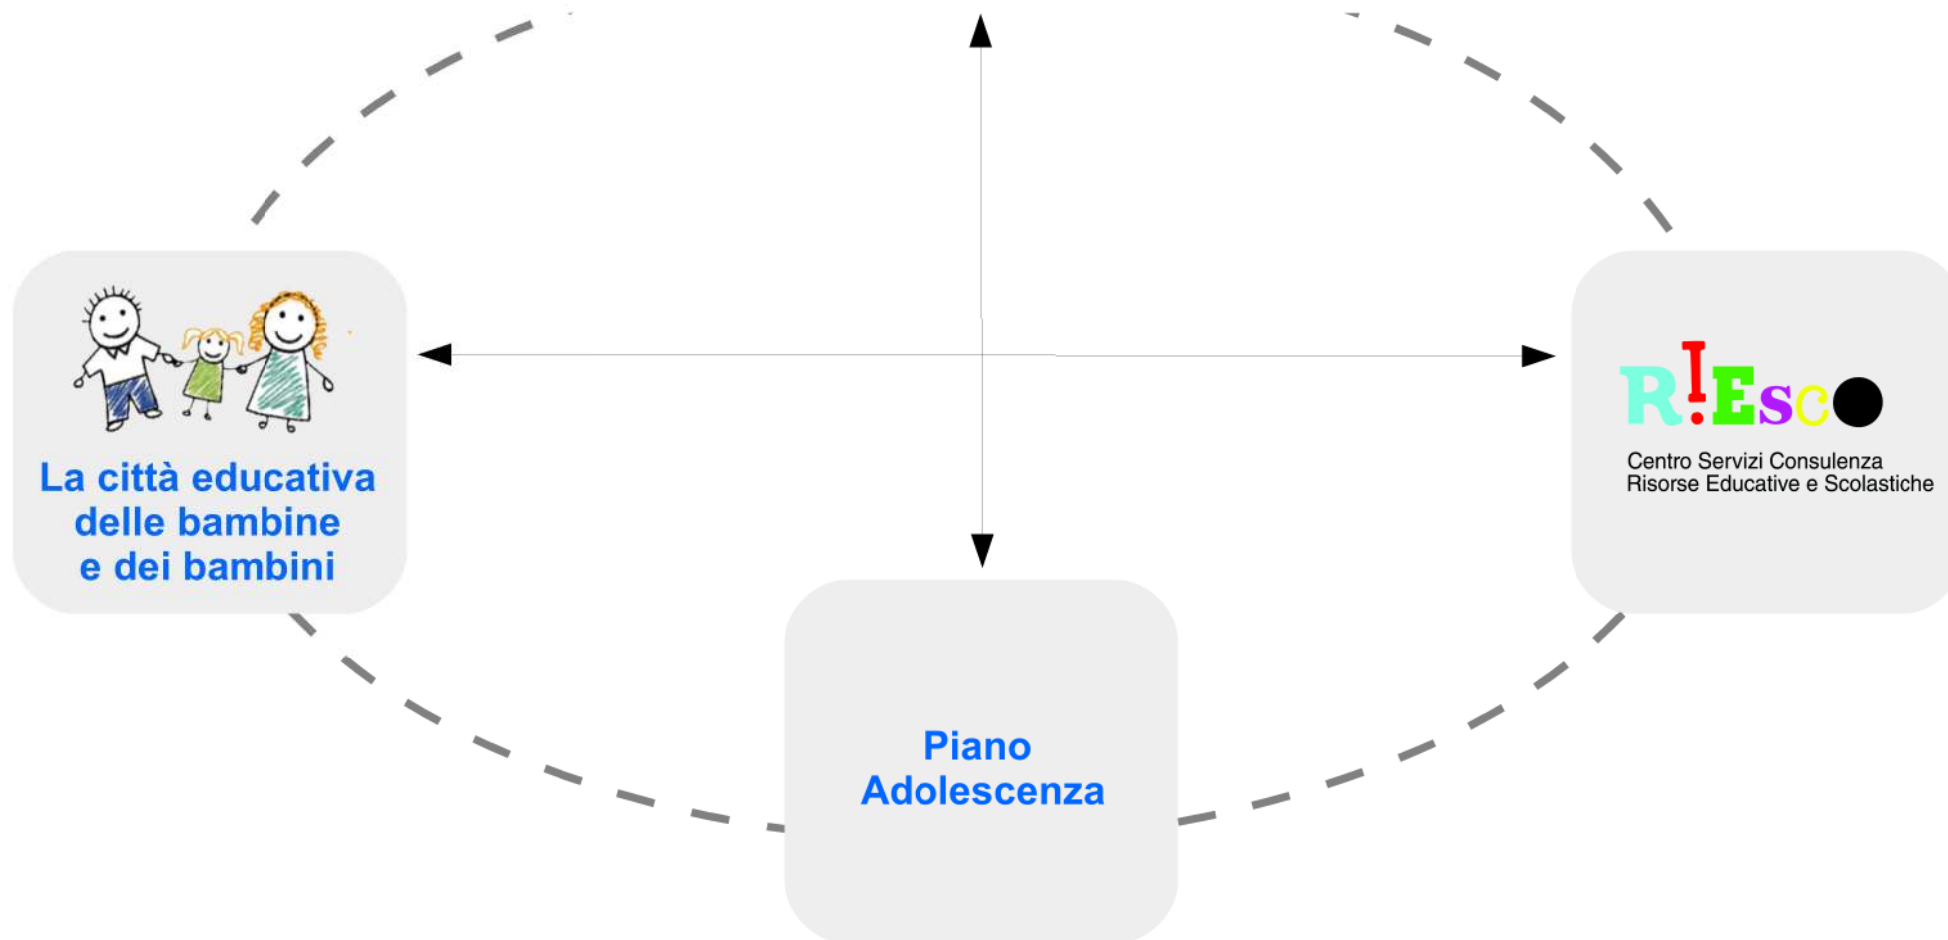 La città educativa
delle bambine
e dei bambini
R!EscO
Centro Servizi Consulenza
Risorse Educative e Scolastiche
Piano
Adolescenza